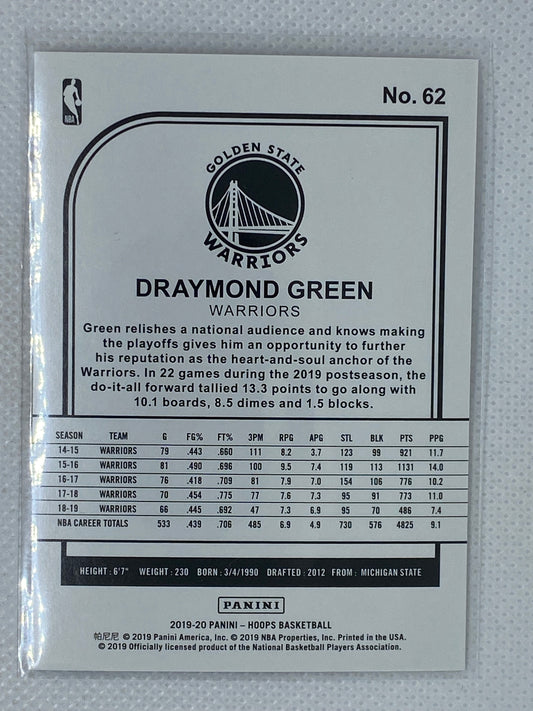 NBA
No. 62
GOLDEN STATE
WARRIORS
DRAYMOND GREEN
WARRIORS
Green relishes a national audience and knows making
the playoffs gives him an opportunity to further
his reputation as the heart-and-soul anchor of the
Warriors. In 22 games during the 2019 postseason, the
do-it-all forward tallied 13.3 points to go along with
10.1 boards, 8.5 dimes and 1.5 blocks.
SEASON TEAM G FG% FT% 3PM RPG APG STL BLK PTS PPG
14-15 WARRIORS 79 .443 .660 111 8.2 3.7 123 99 921 11.7
15-16 WARRIORS 81 .490 .696 100 9.5 7.4 119 113 1131 14.0
16-17 WARRIORS 76 .418 .709 81 7.9 7.0 154 106 776 10.2
17-18 WARRIORS 70 .454 .775 77 7.6 7.3 95 91 773 11.0
18-19 WARRIORS 66 .445 .692 47 7.3 6.9 95 70 486 7.4
NBA CAREER TOTALS 533 .439 .706 485 6.9 4.9 730 576 4825 9.1
HEIGHT: 6'7" WEIGHT: 230 BORN: 3/4/1990 DRAFTED: 2012 FROM: MICHIGAN STATE
PANINI
2019-20 PANINI – HOOPS BASKETBALL
帕尼尼 © 2019 Panini America, Inc. © 2019 NBA Properties, Inc. Printed in the USA.
© 2019 Officially licensed product of the National Basketball Players Association.